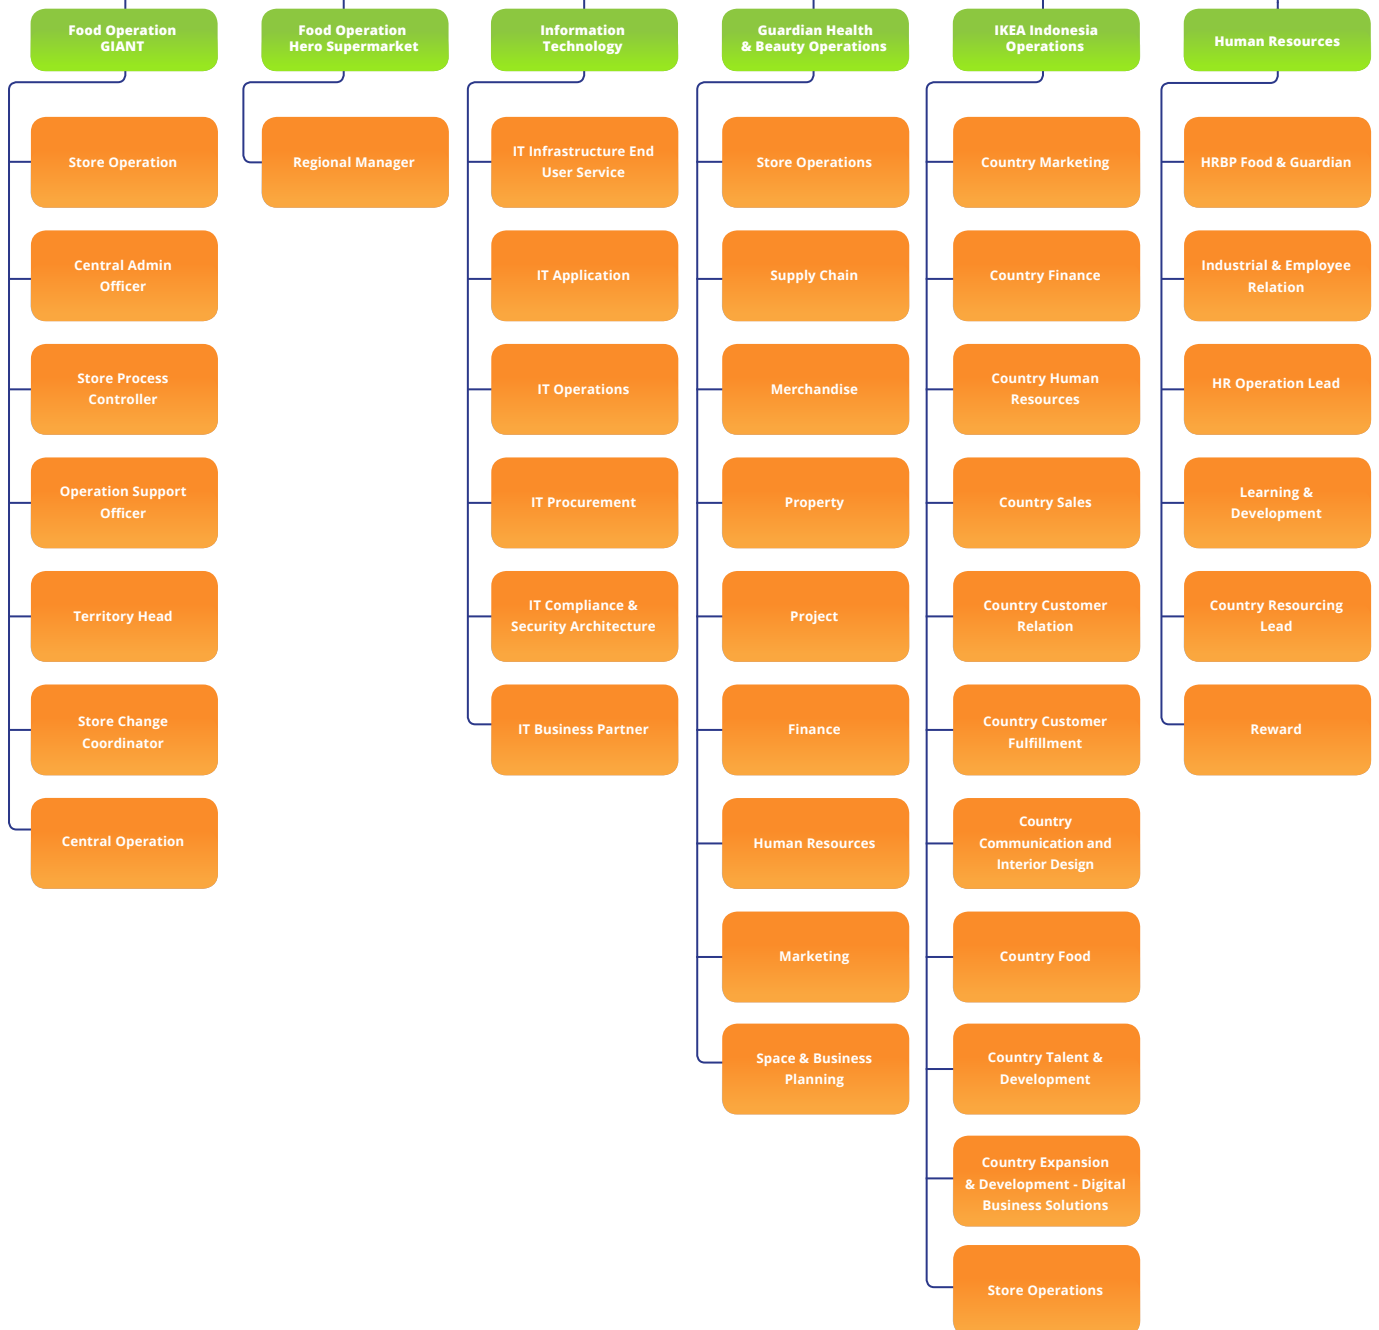 Food Operation
GIANT
Store Operation
Central Admin
Officer
Store Process
Controller
Operation Support
Officer
Territory Head
Store Change
Coordinator
Central Operation
Food Operation
Hero Supermarket
Regional Manager
Information
Technology
IT Infrastructure End
User Service
IT Application
IT Operations
IT Procurement
IT Compliance &
Security Architecture
IT Business Partner
Guardian Health
& Beauty Operations
Store Operations
Supply Chain
Merchandise
Property
Project
Finance
Human Resources
Marketing
Space & Business
Planning
IKEA Indonesia
Operations
Country Marketing
Country Finance
Country Human
Resources
Country Sales
Country Customer
Relation
Country Customer
Fulfillment
Country
Communication and
Interior Design
Country Food
Country Talent &
Development
Country Expansion
& Development - Digital
Business Solutions
Store Operations
Human Resources
HRBP Food & Guardian
Industrial & Employee
Relation
HR Operation Lead
Learning &
Development
Country Resourcing
Lead
Reward